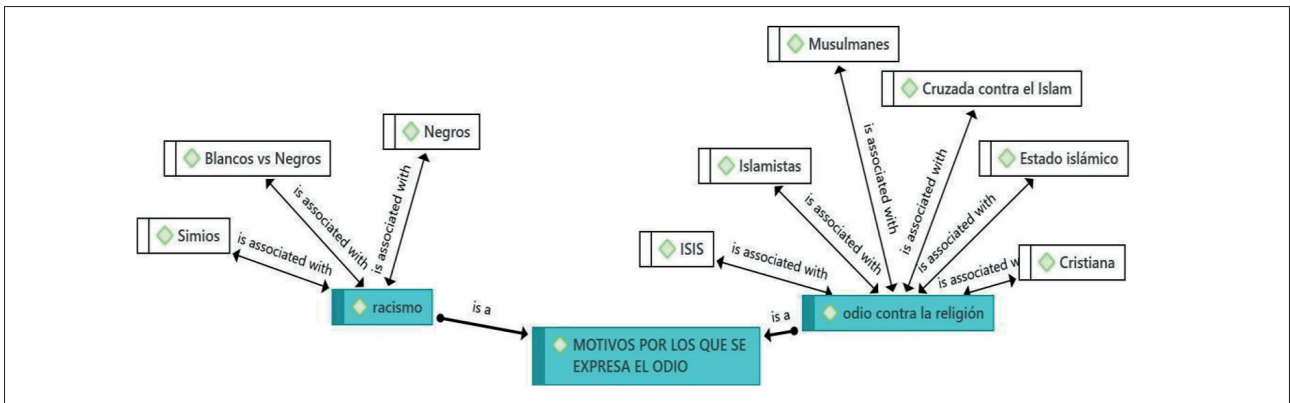 Musulmanes
Cruzada contra el Islam
Negros
Blancos vs Negros
Islamistas
Estado islámico
Simios
ISIS
Cristiana
is associated with
is associated with
is associated with
is associated with
is associated with
is associated with
is associated with
is associated with
is associated w
racismo
odio contra la religión
is a
is a
MOTIVOS POR LOS QUE SE
EXPRESA EL ODIO